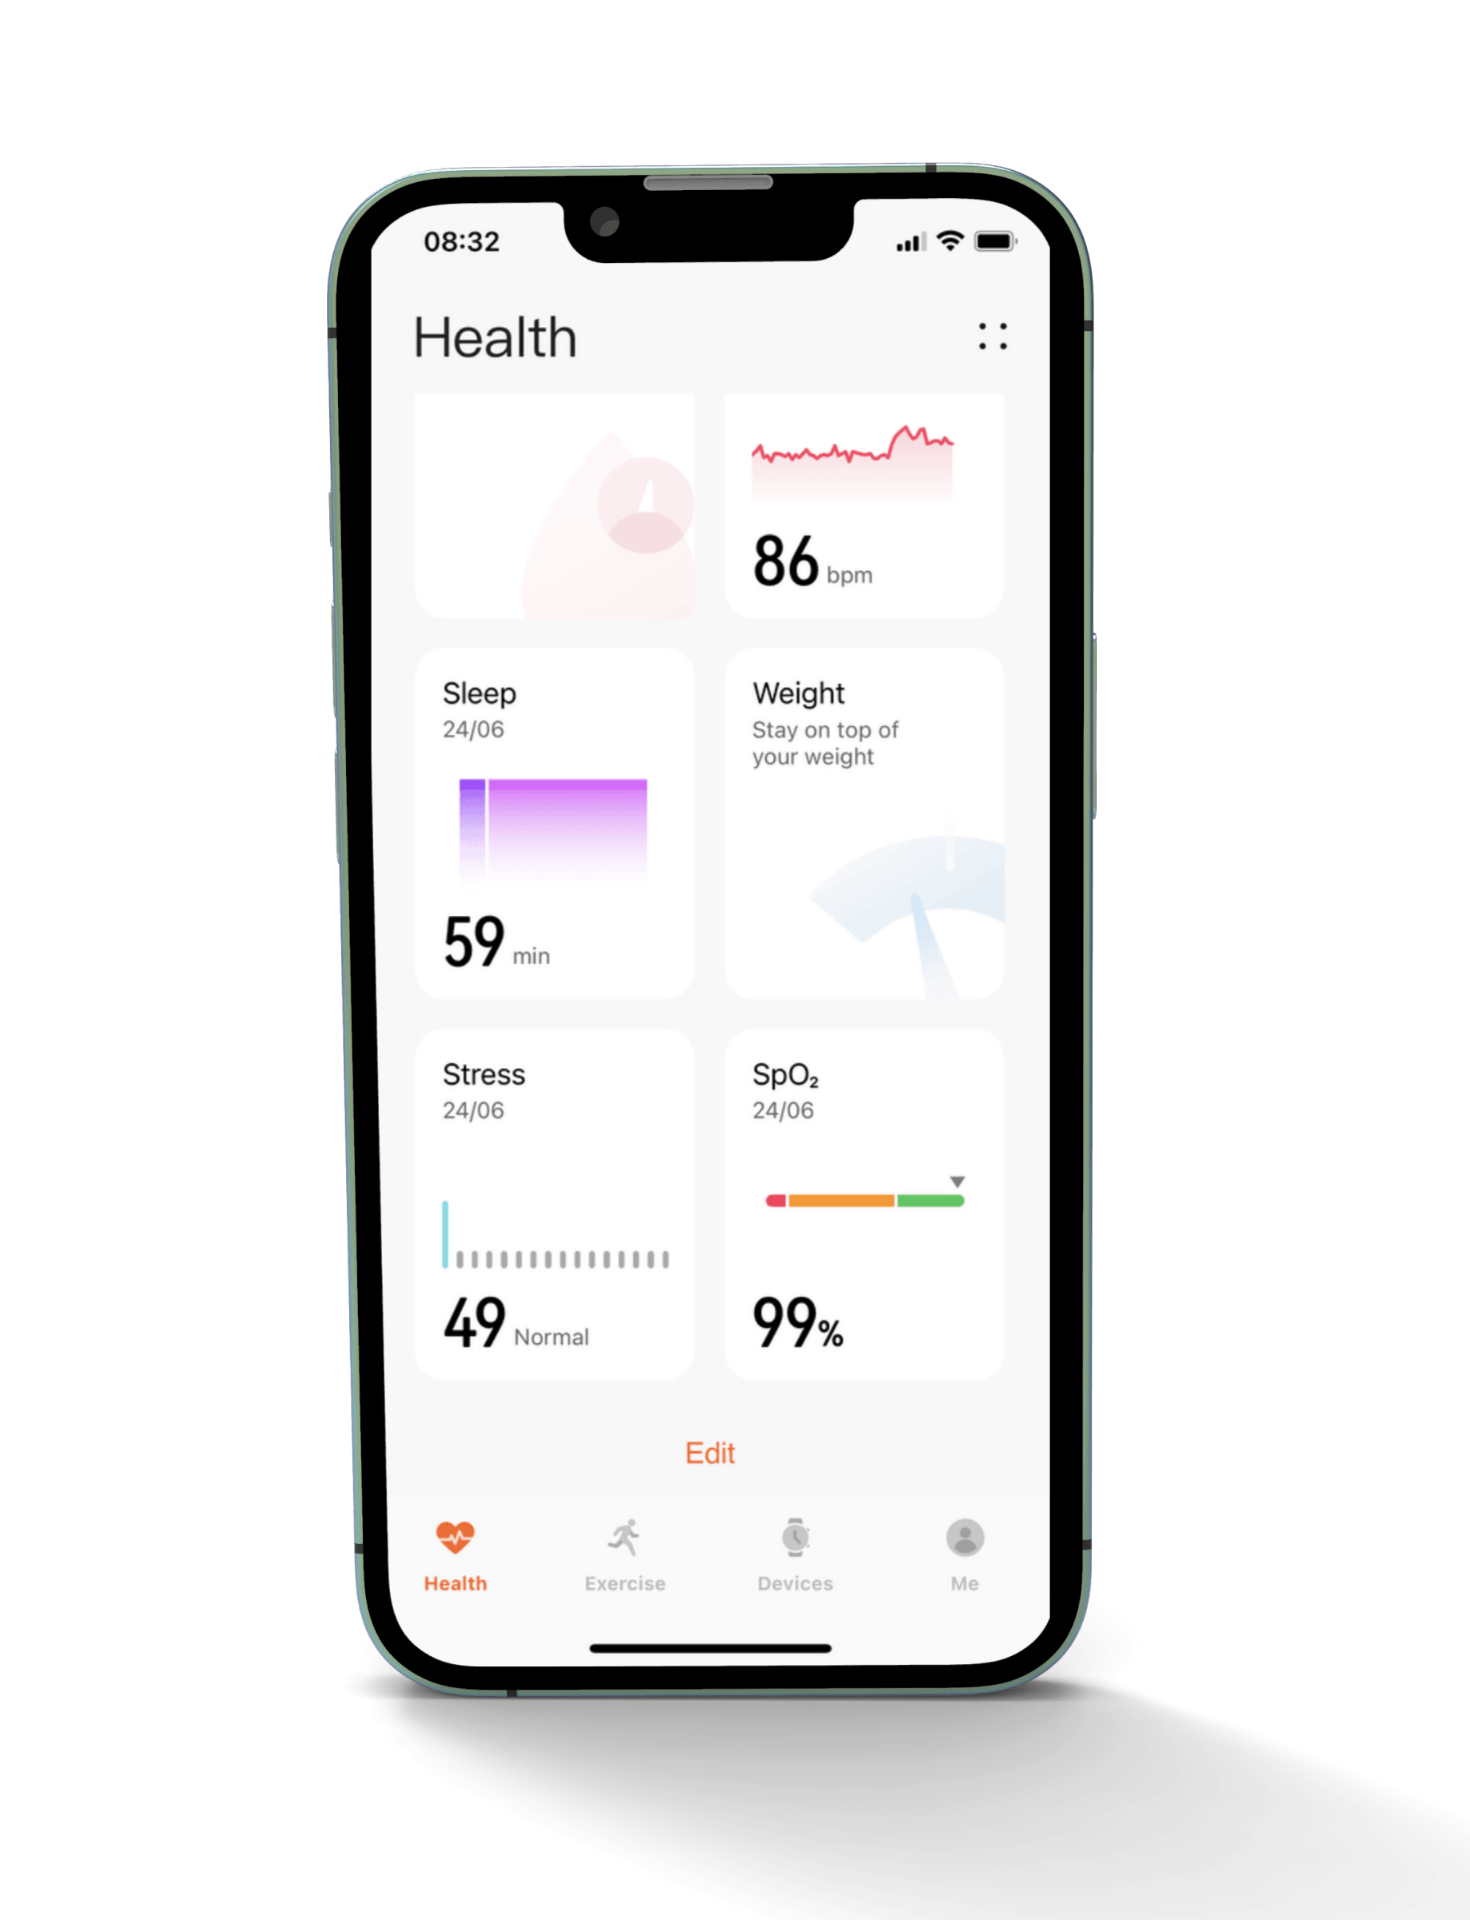 08:32
Health
86 bpm
Sleep
24/06
59 min
Weight
Stay on top of
your weight
Stress
24/06
49 Normal
SpO₂
24/06
99%
Edit
Health
Exercise
Devices
Me